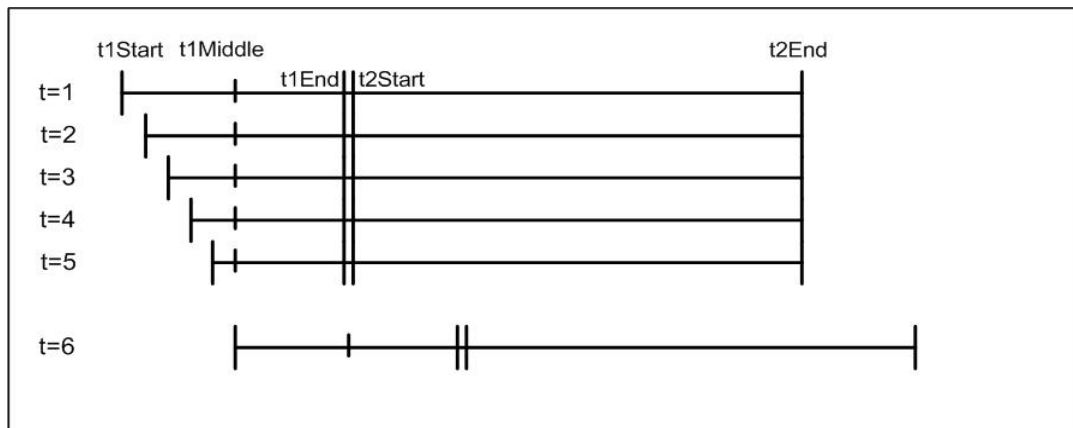 t1Start t1Middle t2End
t1End t2Start
t=1
t=2
t=3
t=4
t=5
t=6